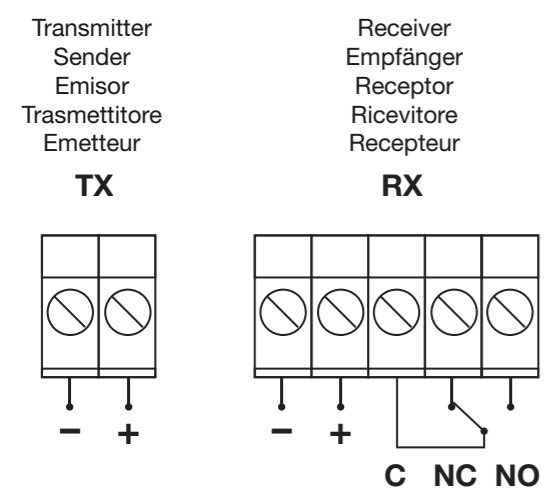 Transmitter
Sender
Emisor
Trasmettitore
Emetteur
TX
− +
Receiver
Empfänger
Receptor
Ricevitore
Recepteur
RX
− +
C NC NO